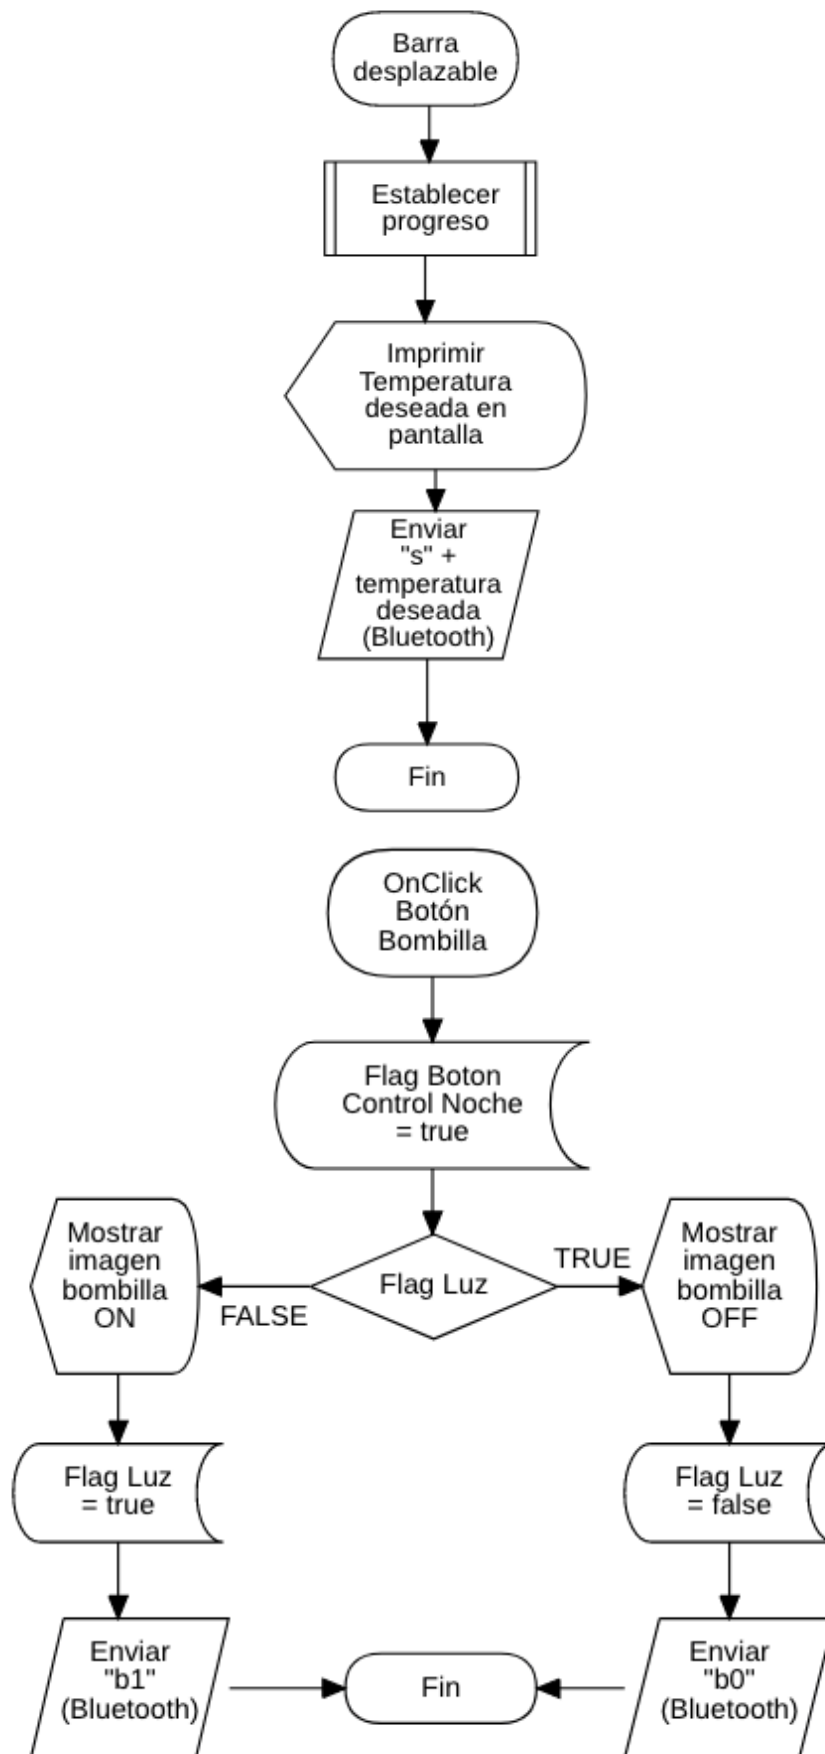 Barra
desplazable
Establecer
progreso
Imprimir
Temperatura
deseada en
pantalla
Enviar
"s" +
temperatura
deseada
(Bluetooth)
Fin
OnClick
Botón
Bombilla
Flag Boton
Control Noche
= true
Flag Luz
FALSE
TRUE
Mostrar
imagen
bombilla
ON
Mostrar
imagen
bombilla
OFF
Flag Luz
= true
Flag Luz
= false
Enviar
"b1"
(Bluetooth)
Fin
Enviar
"b0"
(Bluetooth)